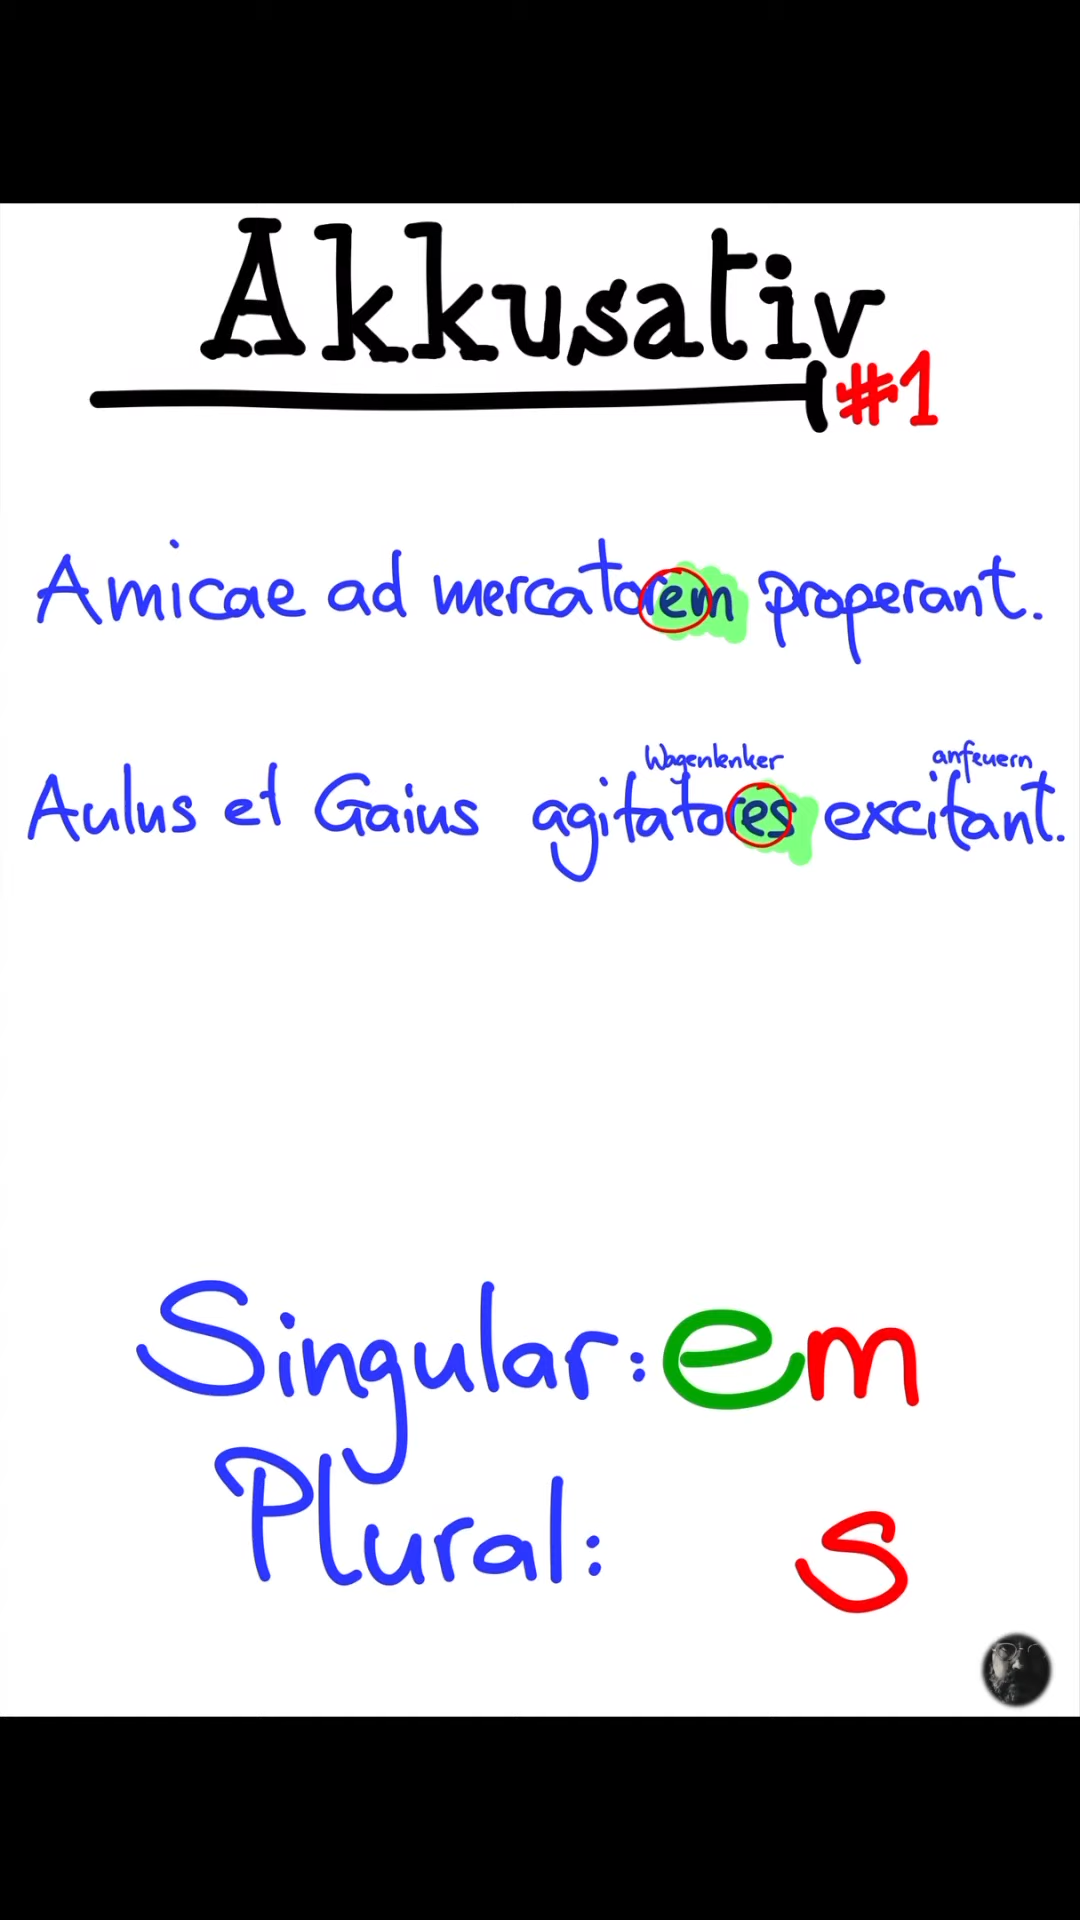 Akkusativ
#1
Amicae ad mercatorem properant.
Wagenlenker anfeuern
Aulus et Gaius agitatores excitant.
Singular: em
Plural: s